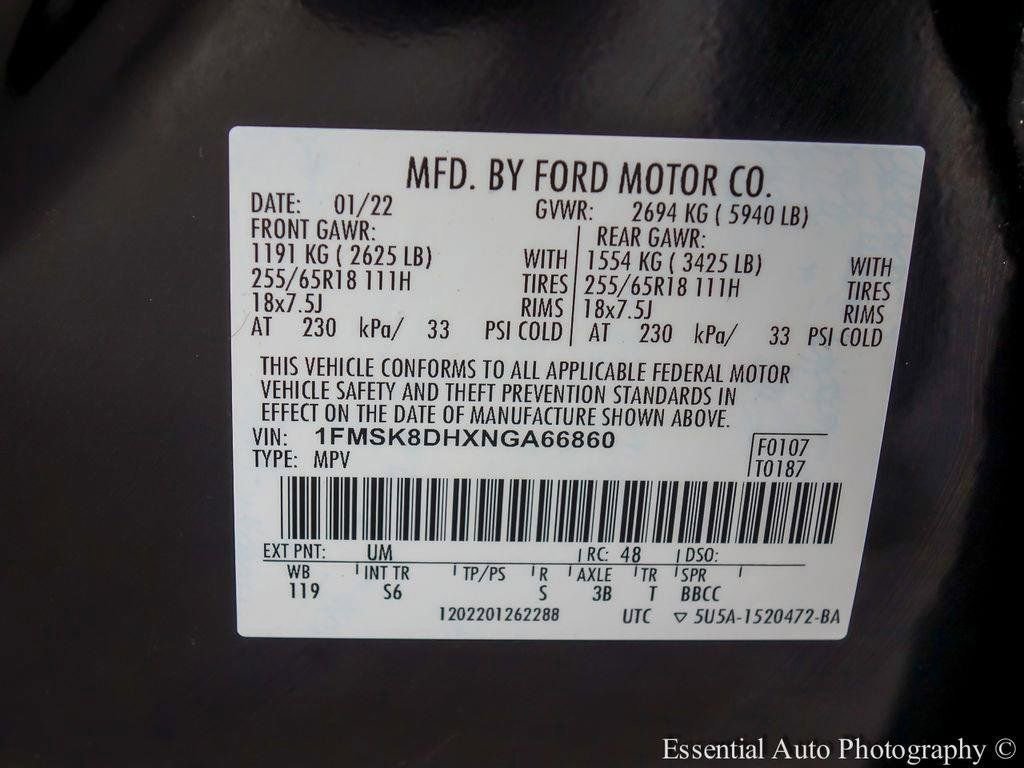 MFD. BY FORD MOTOR CO.
DATE: 01/22 GVWR: 2694 KG ( 5940 LB)
FRONT GAWR: REAR GAWR:
1191 KG ( 2625 LB) WITH 1554 KG ( 3425 LB) WITH
255/65R18 111H TIRES 255/65R18 111H TIRES
18x7.5J RIMS 18x7.5J RIMS
AT 230 kPa/ 33 PSI COLD AT 230 kPa/ 33 PSI COLD
THIS VEHICLE CONFORMS TO ALL APPLICABLE FEDERAL MOTOR
VEHICLE SAFETY AND THEFT PREVENTION STANDARDS IN
EFFECT ON THE DATE OF MANUFACTURE SHOWN ABOVE.
VIN: 1FMSK8DHXNGA66860 F0107
TYPE: MPV T0187
EXT PNT: UM RC: 48 DSO:
WB INT TR TP/PS R AXLE TR SPR
119 S6 S 3B T BBCC
1202201262288 UTC ▽ 5U5A-1520472-BA
Essential Auto Photography ©